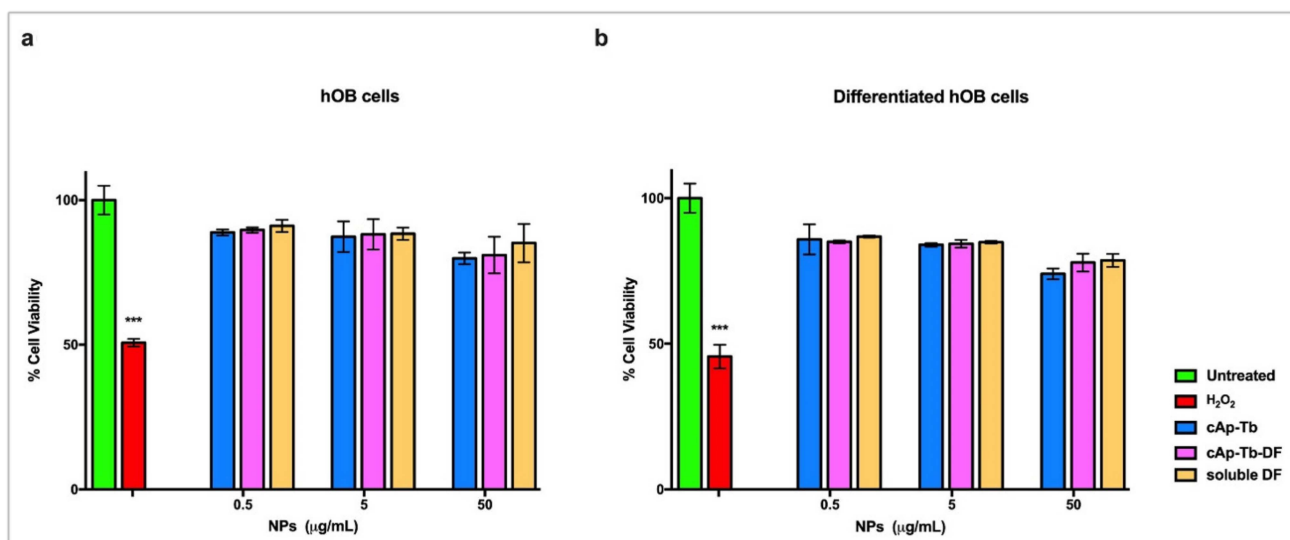 a
hOB cells
% Cell Viability
100
50
0
***
0.5
5
50
NPs (μg/mL)
b
Differentiated hOB cells
% Cell Viability
100
50
0
***
0.5
5
50
NPs (μg/mL)
Untreated
H₂O₂
cAp-Tb
cAp-Tb-DF
soluble DF